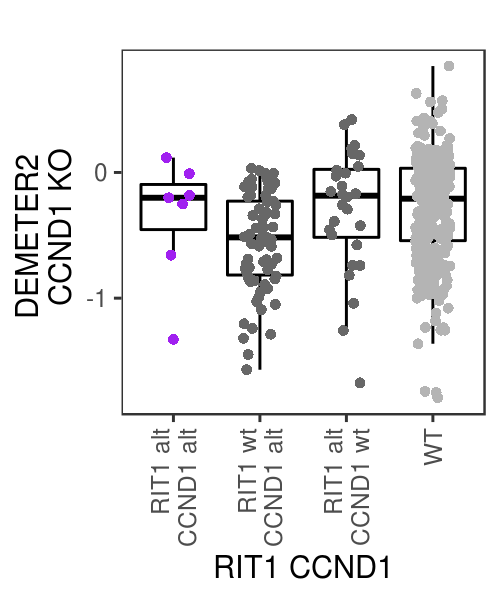 DEMETER2
CCND1 KO
0
-1
RIT1 alt
CCND1 alt
RIT1 wt
CCND1 alt
RIT1 alt
CCND1 wt
WT
RIT1 CCND1